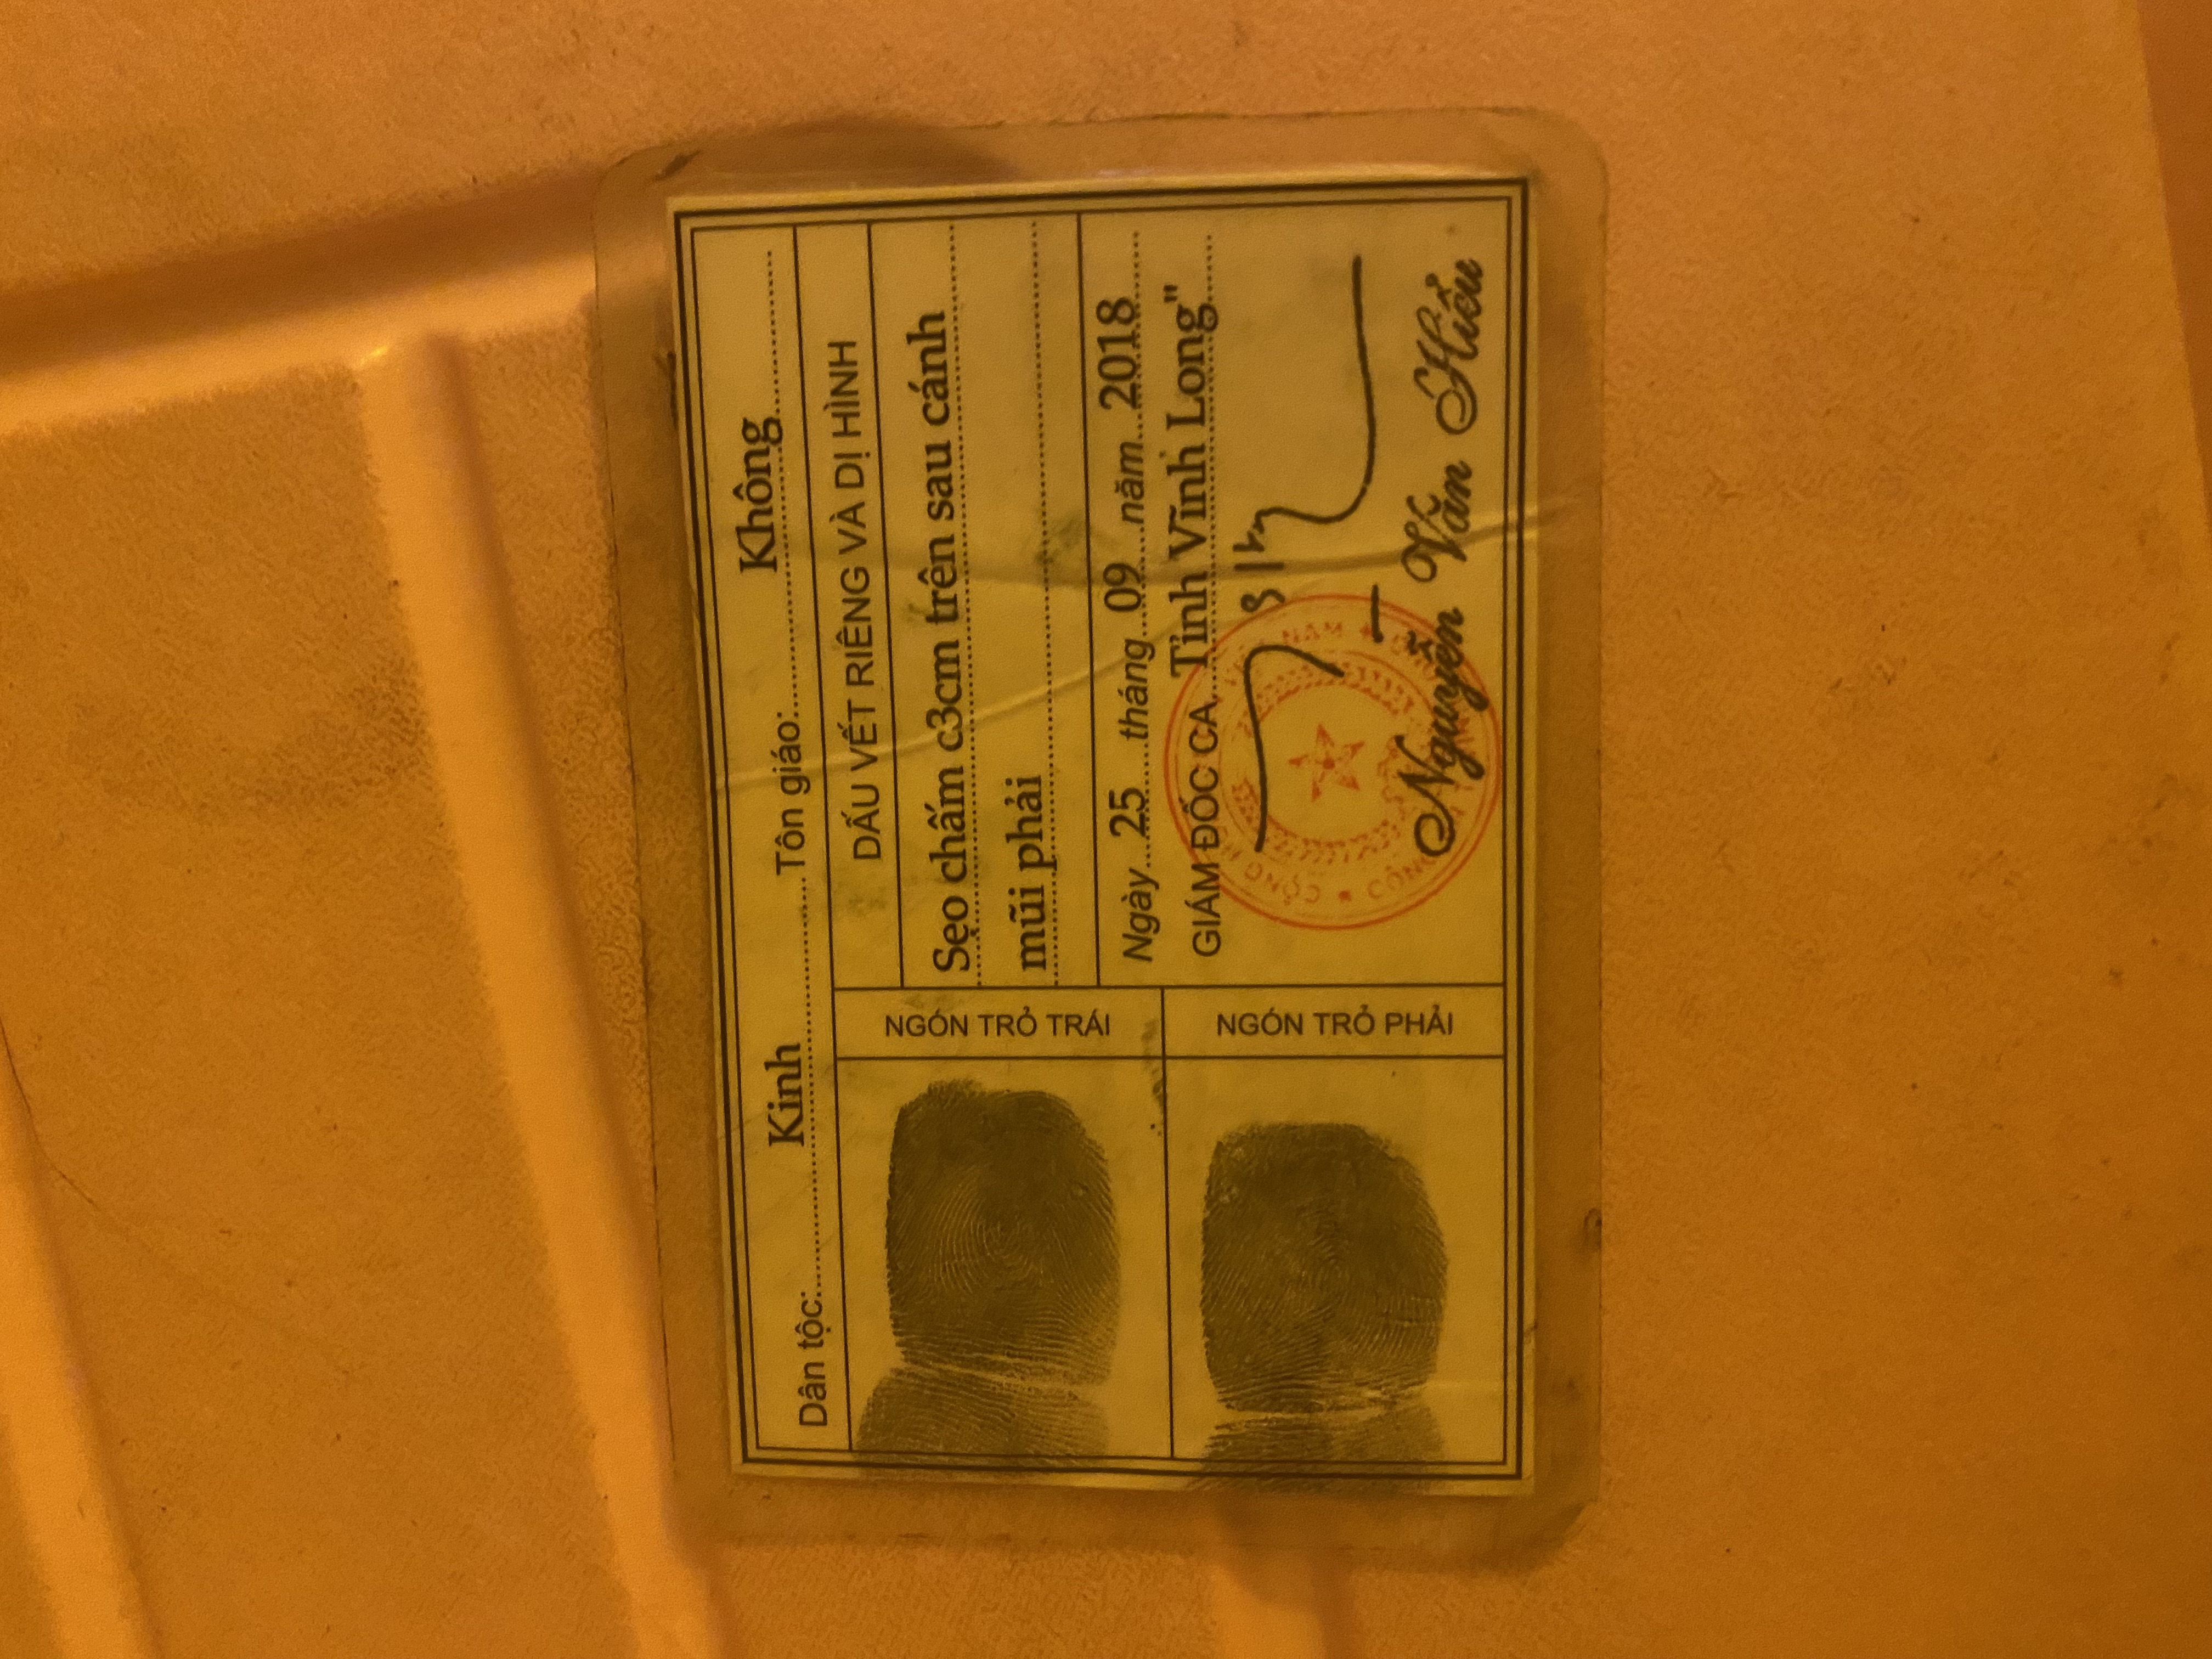 Dân tộc: Kinh Tôn giáo: Không
DẤU VẾT RIÊNG VÀ DỊ HÌNH
Sẹo chấm c3cm trên sau cánh
mũi phải
NGÓN TRỎ TRÁI
NGÓN TRỎ PHẢI
Ngày 25 tháng 09 năm 2018
GIÁM ĐỐC CA Tỉnh Vĩnh Long"
Nguyễn Văn Hiểu